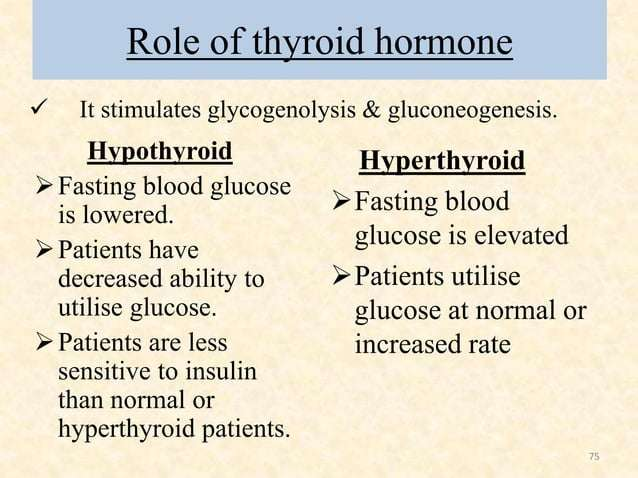 Role of thyroid hormone
✓ It stimulates glycogenolysis & gluconeogenesis.
Hypothyroid
➢Fasting blood glucose
is lowered.
➢Patients have
decreased ability to
utilise glucose.
➢Patients are less
sensitive to insulin
than normal or
hyperthyroid patients.
Hyperthyroid
➢Fasting blood
glucose is elevated
➢Patients utilise
glucose at normal or
increased rate
75